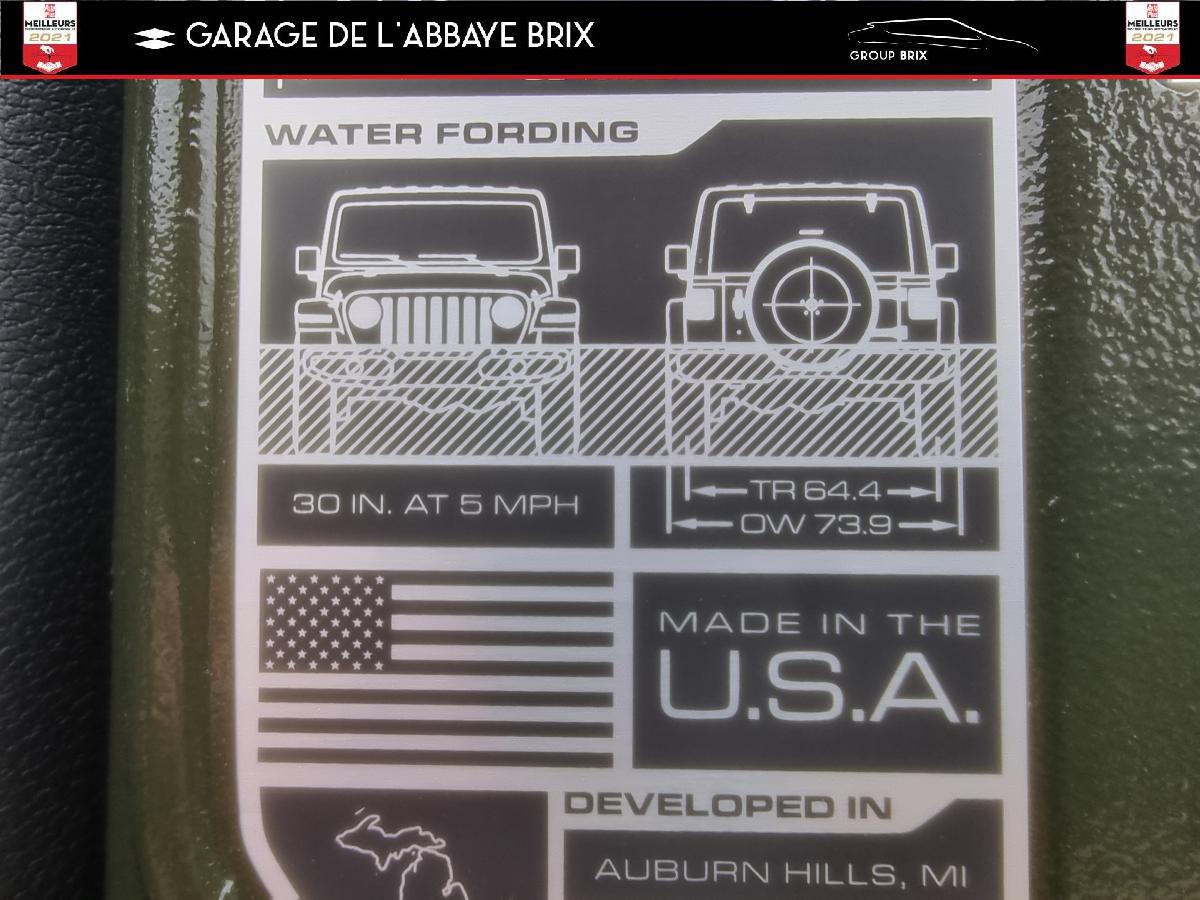 MEILLEURS
2021
GARAGE DE L'ABBAYE BRIX
GROUP BRIX
MEILLEURS
2021
WATER FORDING
30 IN. AT 5 MPH
TR 64.4
OW 73.9
MADE IN THE
U.S.A.
DEVELOPED IN
AUBURN HILLS, MI